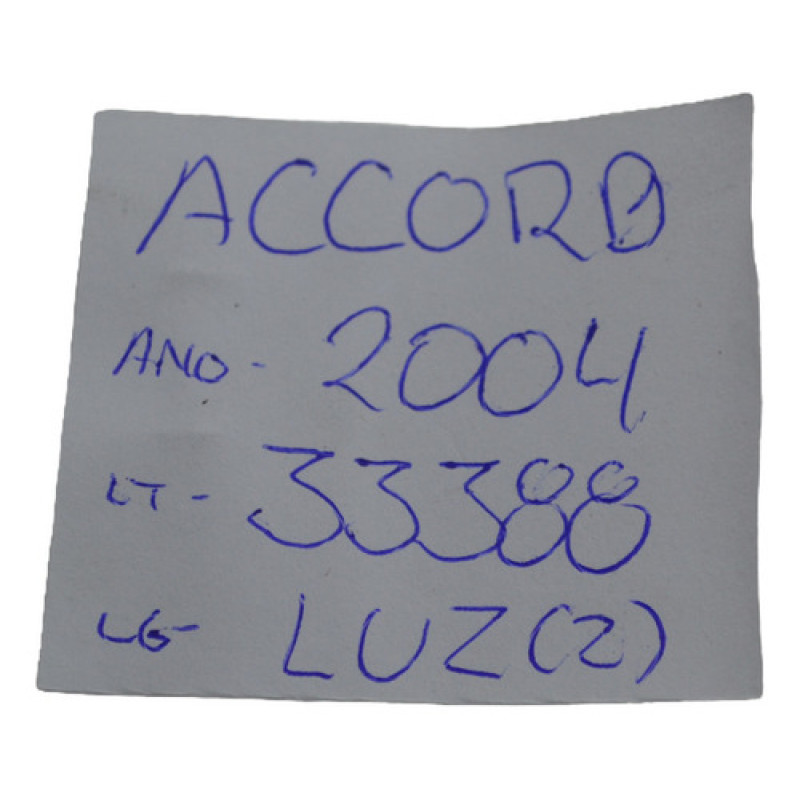 ACCORD
ANO - 2004
LT - 33388
LG - LUZ(2)